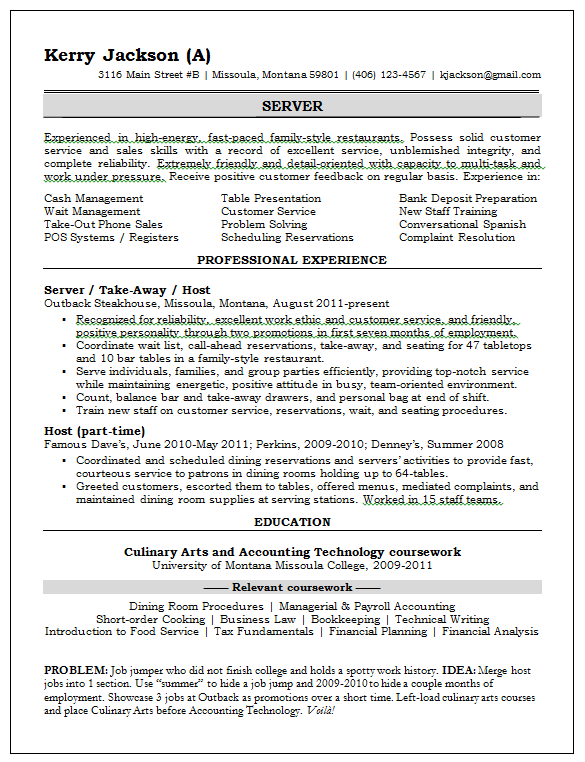 Kerry Jackson (A)
3116 Main Street #B | Missoula, Montana 59801 | (406) 123-4567 | kjackson@gmail.com
SERVER
Experienced in high-energy, fast-paced family-style restaurants. Possess solid customer
service and sales skills with a record of excellent service, unblemished integrity, and
complete reliability. Extremely friendly and detail-oriented with capacity to multi-task and
work under pressure. Receive positive customer feedback on regular basis. Experience in:
Cash Management Table Presentation Bank Deposit Preparation
Wait Management Customer Service New Staff Training
Take-Out Phone Sales Problem Solving Conversational Spanish
POS Systems / Registers Scheduling Reservations Complaint Resolution
PROFESSIONAL EXPERIENCE
Server / Take-Away / Host
Outback Steakhouse, Missoula, Montana, August 2011-present
▪ Recognized for reliability, excellent work ethic and customer service, and friendly,
positive personality through two promotions in first seven months of employment.
▪ Coordinate wait list, call-ahead reservations, take-away, and seating for 47 tabletops
and 10 bar tables in a family-style restaurant.
▪ Serve individuals, families, and group parties efficiently, providing top-notch service
while maintaining energetic, positive attitude in busy, team-oriented environment.
▪ Count, balance bar and take-away drawers, and personal bag at end of shift.
▪ Train new staff on customer service, reservations, wait, and seating procedures.
Host (part-time)
Famous Dave's, June 2010-May 2011; Perkins, 2009-2010; Denney's, Summer 2008
▪ Coordinated and scheduled dining reservations and servers' activities to provide fast,
courteous service to patrons in dining rooms holding up to 64-tables.
▪ Greeted customers, escorted them to tables, offered menus, mediated complaints, and
maintained dining room supplies at serving stations. Worked in 15 staff teams.
EDUCATION
Culinary Arts and Accounting Technology coursework
University of Montana Missoula College, 2009-2011
—— Relevant coursework ——
Dining Room Procedures | Managerial & Payroll Accounting
Short-order Cooking | Business Law | Bookkeeping | Technical Writing
Introduction to Food Service | Tax Fundamentals | Financial Planning | Financial Analysis
PROBLEM: Job jumper who did not finish college and holds a spotty work history. IDEA: Merge host
jobs into 1 section. Use “summer” to hide a job jump and 2009-2010 to hide a couple months of
employment. Showcase 3 jobs at Outback as promotions over a short time. Left-load culinary arts courses
and place Culinary Arts before Accounting Technology. Voilà!